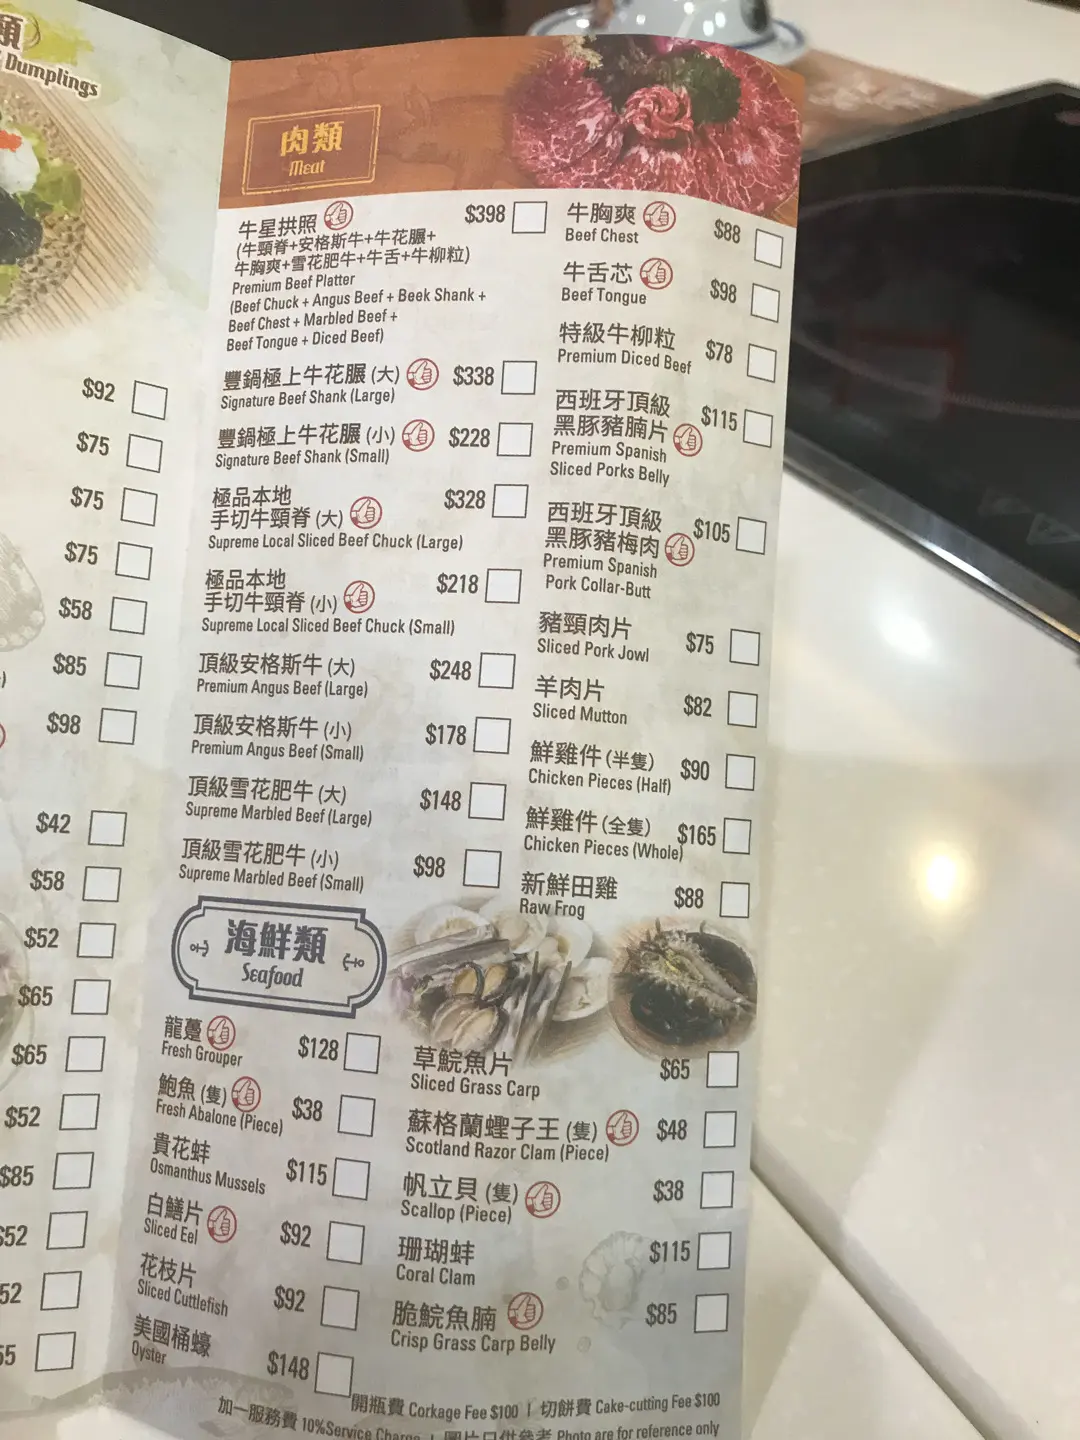 類
Dumplings
$92
$75
$75
$75
$58
$85
$98
$42
$58
$52
$65
$65
$52
$85
$52
52
55
肉類
Meat
牛星拱照 $398
(牛頸脊+安格斯牛+牛花𦟌+
牛胸爽+雪花肥牛+牛舌+牛柳粒)
Premium Beef Platter
(Beef Chuck + Angus Beef + Beek Shank +
Beef Chest + Marbled Beef +
Beef Tongue + Diced Beef)
豐鍋極上牛花𦟌 (大) $338
Signature Beef Shank (Large)
豐鍋極上牛花𦟌 (小) $228
Signature Beef Shank (Small)
極品本地
手切牛頸脊 (大) $328
Supreme Local Sliced Beef Chuck (Large)
極品本地
手切牛頸脊 (小) $218
Supreme Local Sliced Beef Chuck (Small)
頂級安格斯牛 (大) $248
Premium Angus Beef (Large)
頂級安格斯牛 (小) $178
Premium Angus Beef (Small)
頂級雪花肥牛 (大) $148
Supreme Marbled Beef (Large)
頂級雪花肥牛 (小) $98
Supreme Marbled Beef (Small)
牛胸爽 $88
Beef Chest
牛舌芯 $98
Beef Tongue
特級牛柳粒 $78
Premium Diced Beef
西班牙頂級
黑豚豬腩片 $115
Premium Spanish
Sliced Porks Belly
西班牙頂級
黑豚豬梅肉 $105
Premium Spanish
Pork Collar-Butt
豬頸肉片 $75
Sliced Pork Jowl
羊肉片 $82
Sliced Mutton
鮮雞件 (半隻) $90
Chicken Pieces (Half)
鮮雞件 (全隻) $165
Chicken Pieces (Whole)
新鮮田雞 $88
Raw Frog
海鮮類
Seafood
龍躉 $128
Fresh Grouper
鮑魚 (隻) $38
Fresh Abalone (Piece)
貴花蚌 $115
Osmanthus Mussels
白鱔片 $92
Sliced Eel
花枝片 $92
Sliced Cuttlefish
美國桶蠔 $148
Oyster
草鯇魚片 $65
Sliced Grass Carp
蘇格蘭蟶子王 (隻) $48
Scotland Razor Clam (Piece)
帆立貝 (隻) $38
Scallop (Piece)
珊瑚蚌 $115
Coral Clam
脆鯇魚腩 $85
Crisp Grass Carp Belly
開瓶費 Corkage Fee $100 | 切餅費 Cake-cutting Fee $100
加一服務費 10%Service Charge | 圖片只供參考 Photo are for reference only